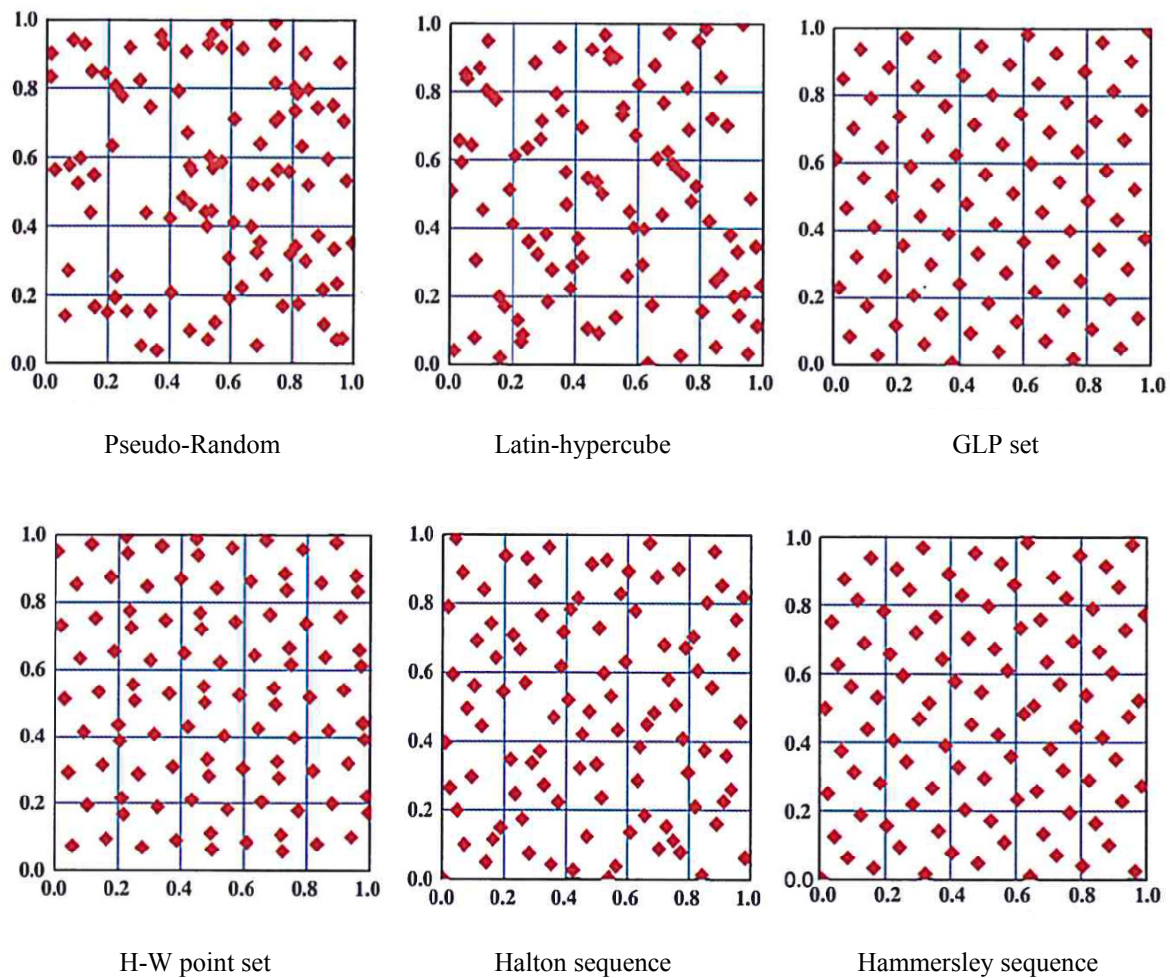 1.0 1.0 1.0
0.8 0.8 0.8
0.6 0.6 0.6
0.4 0.4 0.4
0.2 0.2 0.2
0.0 0.0 0.0
0.0 0.2 0.4 0.6 0.8 1.0 0.0 0.2 0.4 0.6 0.8 1.0 0.0 0.2 0.4 0.6 0.8 1.0
Pseudo-Random Latin-hypercube GLP set
1.0 1.0 1.0
0.8 0.8 0.8
0.6 0.6 0.6
0.4 0.4 0.4
0.2 0.2 0.2
0.0 0.0 0.0
0.0 0.2 0.4 0.6 0.8 1.0 0.0 0.2 0.4 0.6 0.8 1.0 0.0 0.2 0.4 0.6 0.8 1.0
H-W point set Halton sequence Hammersley sequence